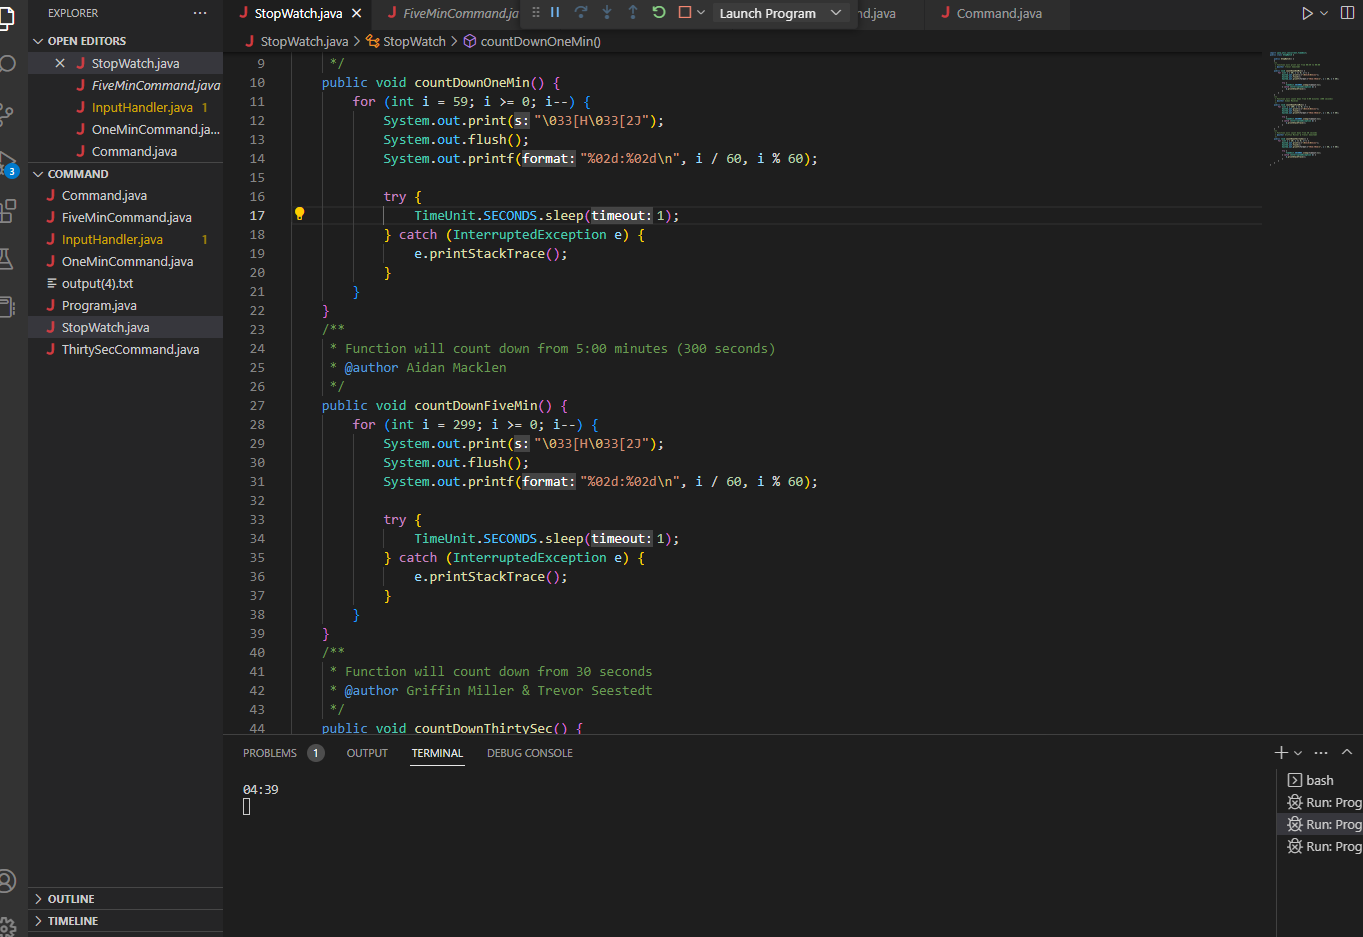 EXPLORER
OPEN EDITORS
StopWatch.java
FiveMinCommand.java
InputHandler.java 1
OneMinCommand.ja...
Command.java
3
COMMAND
Command.java
FiveMinCommand.java
InputHandler.java 1
OneMinCommand.java
output(4).txt
Program.java
StopWatch.java
ThirtySecCommand.java
OUTLINE
TIMELINE
StopWatch.java FiveMinCommand.ja Launch Program nd.java Command.java
StopWatch.java > StopWatch > countDownOneMin()
9 */
10 public void countDownOneMin() {
11 for (int i = 59; i >= 0; i--) {
12 System.out.print(s: "\033[H\033[2J");
13 System.out.flush();
14 System.out.printf(format: "%02d:%02d\n", i / 60, i % 60);
15
16 try {
17 TimeUnit.SECONDS.sleep(timeout: 1);
18 } catch (InterruptedException e) {
19 e.printStackTrace();
20 }
21 }
22 }
23 /**
24 * Function will count down from 5:00 minutes (300 seconds)
25 * @author Aidan Macklen
26 */
27 public void countDownFiveMin() {
28 for (int i = 299; i >= 0; i--) {
29 System.out.print(s: "\033[H\033[2J");
30 System.out.flush();
31 System.out.printf(format: "%02d:%02d\n", i / 60, i % 60);
32
33 try {
34 TimeUnit.SECONDS.sleep(timeout: 1);
35 } catch (InterruptedException e) {
36 e.printStackTrace();
37 }
38 }
39 }
40 /**
41 * Function will count down from 30 seconds
42 * @author Griffin Miller & Trevor Seestedt
43 */
44 public void countDownThirtySec() {
PROBLEMS 1 OUTPUT TERMINAL DEBUG CONSOLE
04:39
bash
Run: Prog
Run: Prog
Run: Prog